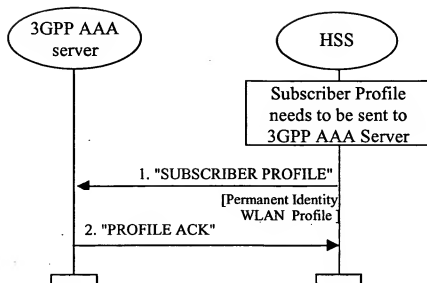 3GPP AAA
server
HSS
Subscriber Profile
needs to be sent to
3GPP AAA Server
1. "SUBSCRIBER PROFILE"
[Permanent Identity
WLAN Profile ]
2. "PROFILE ACK"